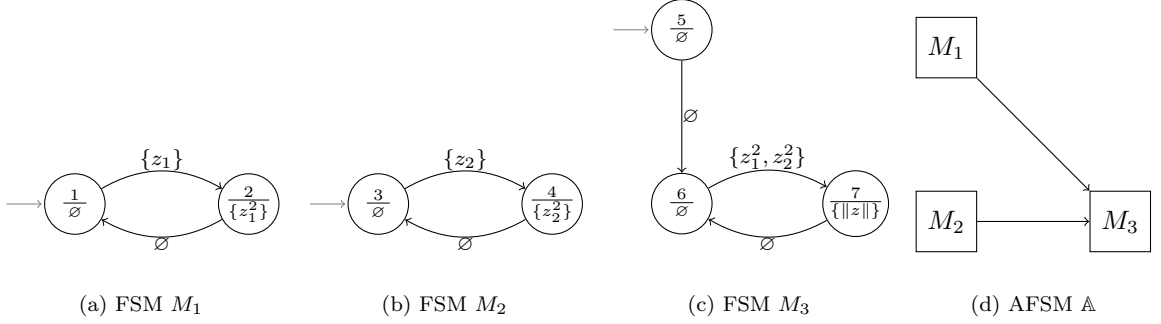 1
∅
{z₁}
2
{z₁²}
∅
(a) FSM M₁
3
∅
{z₂}
4
{z₂²}
∅
(b) FSM M₂
5
∅
∅
6
∅
{z₁², z₂²}
7
{‖z‖}
∅
(c) FSM M₃
M₁
M₂
M₃
(d) AFSM 𝔸